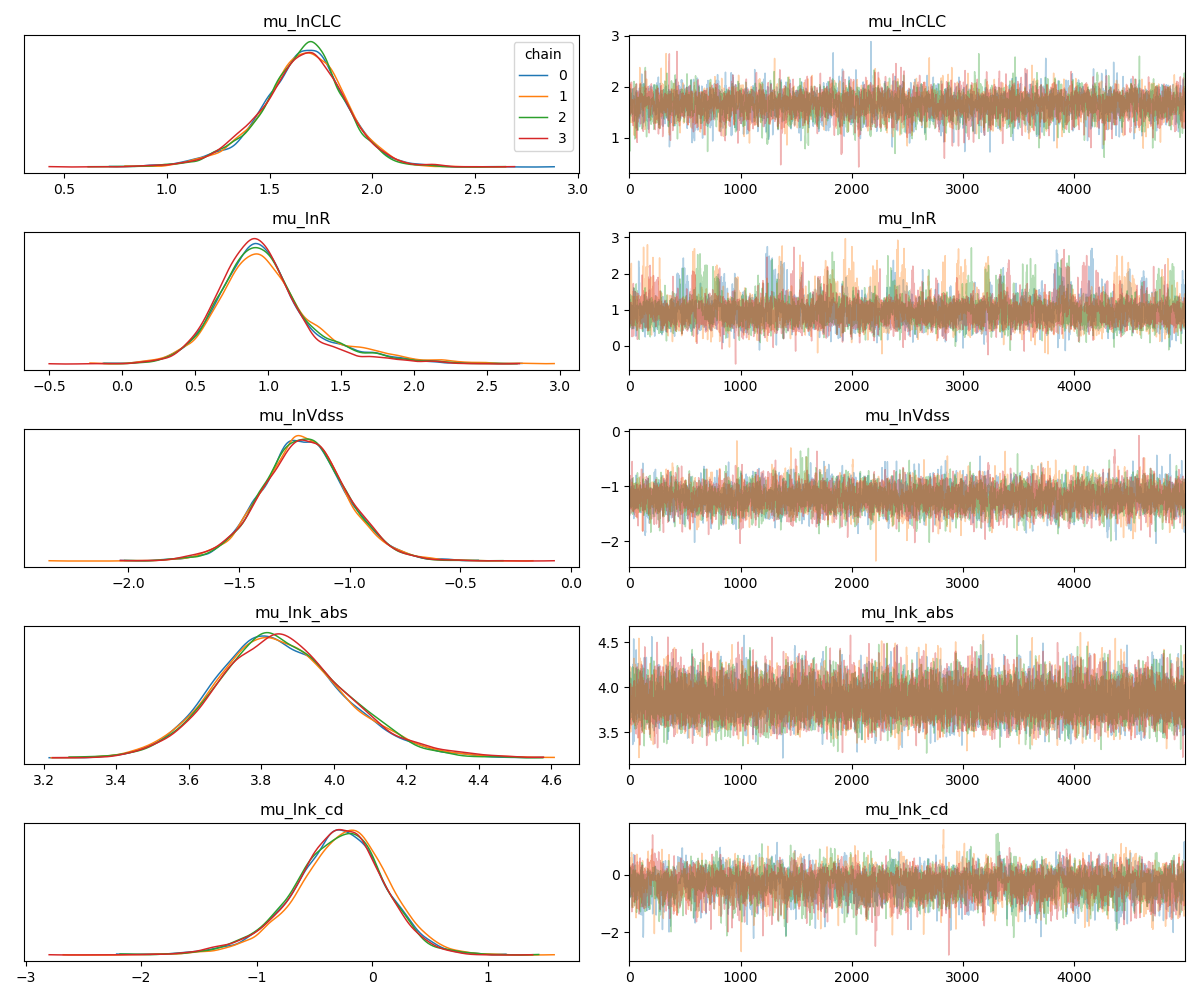 mu_lnCLC
mu_lnCLC
chain
0
1
2
3
3
2
1
0.5 1.0 1.5 2.0 2.5 3.0
0 1000 2000 3000 4000
mu_lnR
mu_lnR
3
2
1
0
−0.5 0.0 0.5 1.0 1.5 2.0 2.5 3.0
0 1000 2000 3000 4000
mu_lnVdss
mu_lnVdss
0
−1
−2
−2.0 −1.5 −1.0 −0.5 0.0
0 1000 2000 3000 4000
mu_lnk_abs
mu_lnk_abs
4.5
4.0
3.5
3.2 3.4 3.6 3.8 4.0 4.2 4.4 4.6
0 1000 2000 3000 4000
mu_lnk_cd
mu_lnk_cd
0
−2
−3 −2 −1 0 1
0 1000 2000 3000 4000